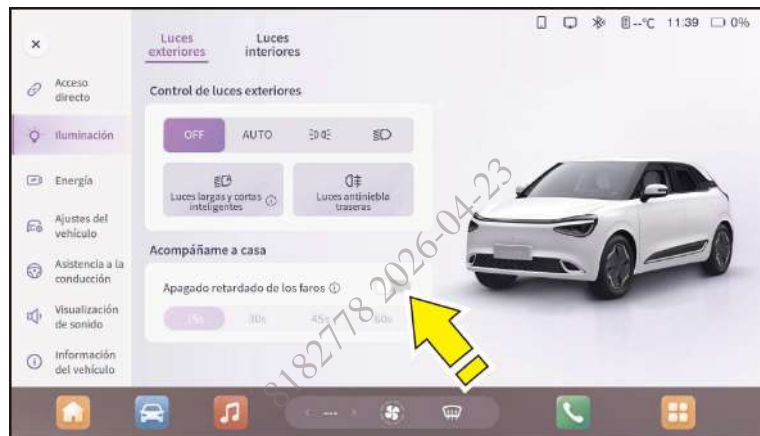 --°C 11:39 0%
Luces
exteriores
Luces
interiores
Acceso
directo
Iluminación
Energía
Ajustes del
vehículo
Asistencia a la
conducción
Visualización
de sonido
Información
del vehículo
Control de luces exteriores
OFF AUTO
Luces largas y cortas
inteligentes
Luces antiniebla
traseras
Acompáñame a casa
Apagado retardado de los faros
15s 30s 45s 60s
8182778 2026-04-23